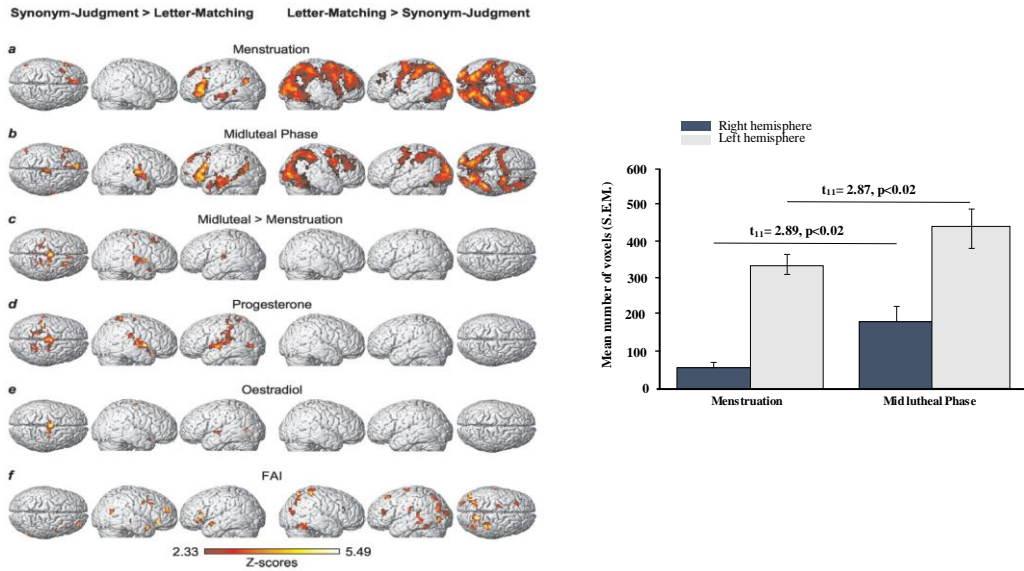 Synonym-Judgment > Letter-Matching
Letter-Matching > Synonym-Judgment
a
Menstruation
b
Midluteal Phase
c
Midluteal > Menstruation
d
Progesterone
e
Oestradiol
f
FAI
2.33
5.49
Z-scores
Right hemisphere
Left hemisphere
Mean number of voxels (S.E.M.)
600
500
400
300
200
100
0
t₁₁= 2.87, p<0.02
t₁₁= 2.89, p<0.02
Menstruation
Midlutheal Phase